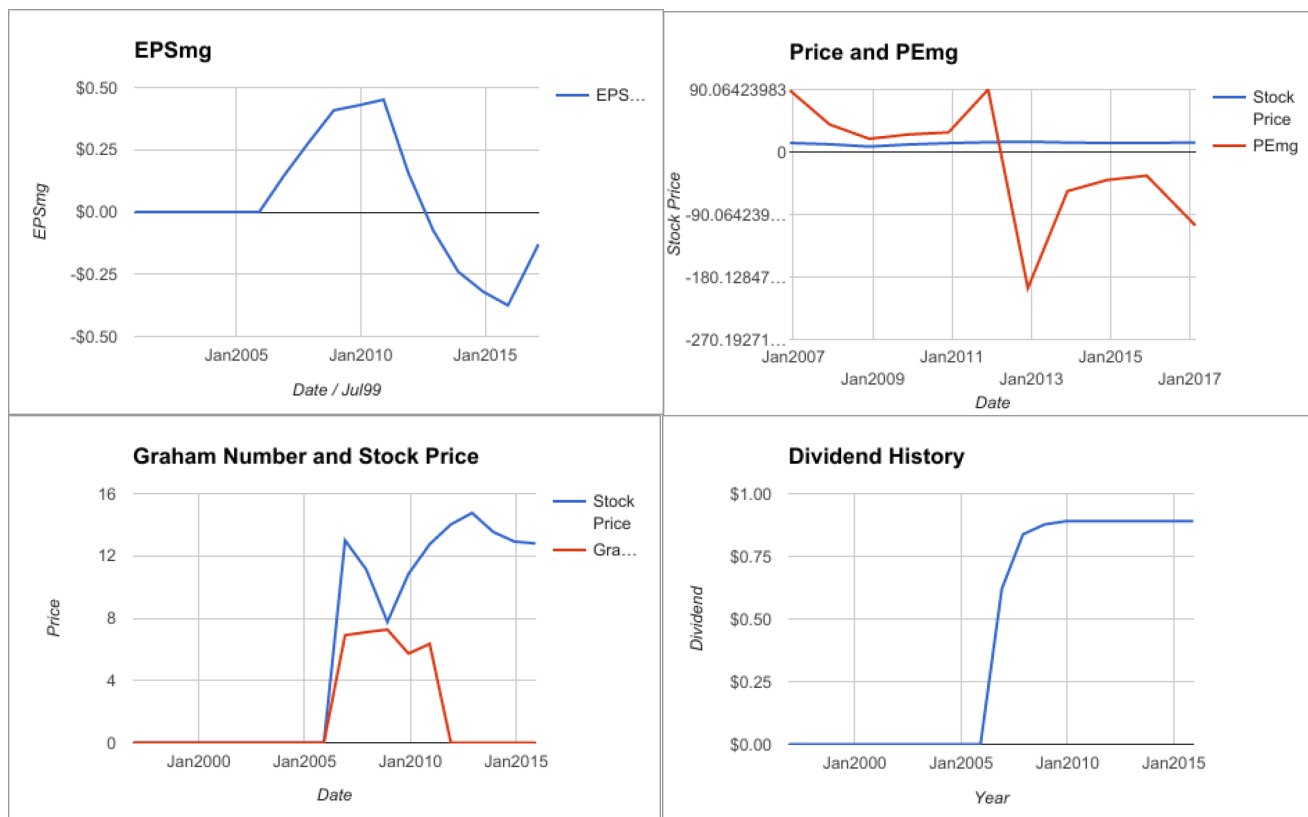 EPSmg
$0.50
$0.25
$0.00
-$0.25
-$0.50
EPSmg
Jan2005
Jan2010
Jan2015
Date / Jul99
EPS…
Price and PEmg
90.06423983
0
-90.064239…
-180.12847…
-270.19271…
Stock Price
Jan2007
Jan2009
Jan2011
Jan2013
Jan2015
Jan2017
Date
Stock
Price
PEmg
Graham Number and Stock Price
16
12
8
4
0
Price
Jan2000
Jan2005
Jan2010
Jan2015
Date
Stock
Price
Gra…
Dividend History
$1.00
$0.75
$0.50
$0.25
$0.00
Dividend
Jan2000
Jan2005
Jan2010
Jan2015
Year